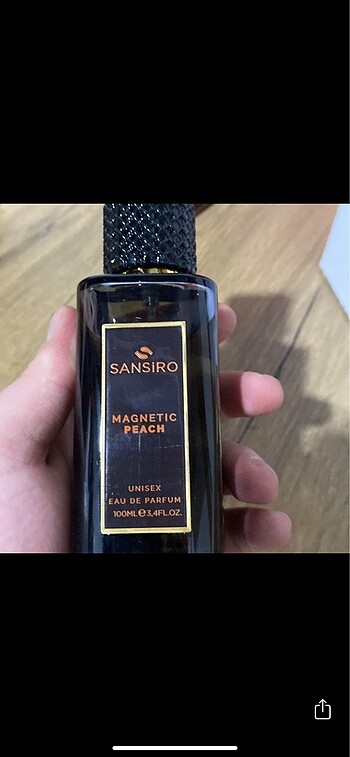 SANSiRO
MAGNETIC
PEACH
UNISEX
EAU DE PARFUM
100ML℮3,4FL.OZ.